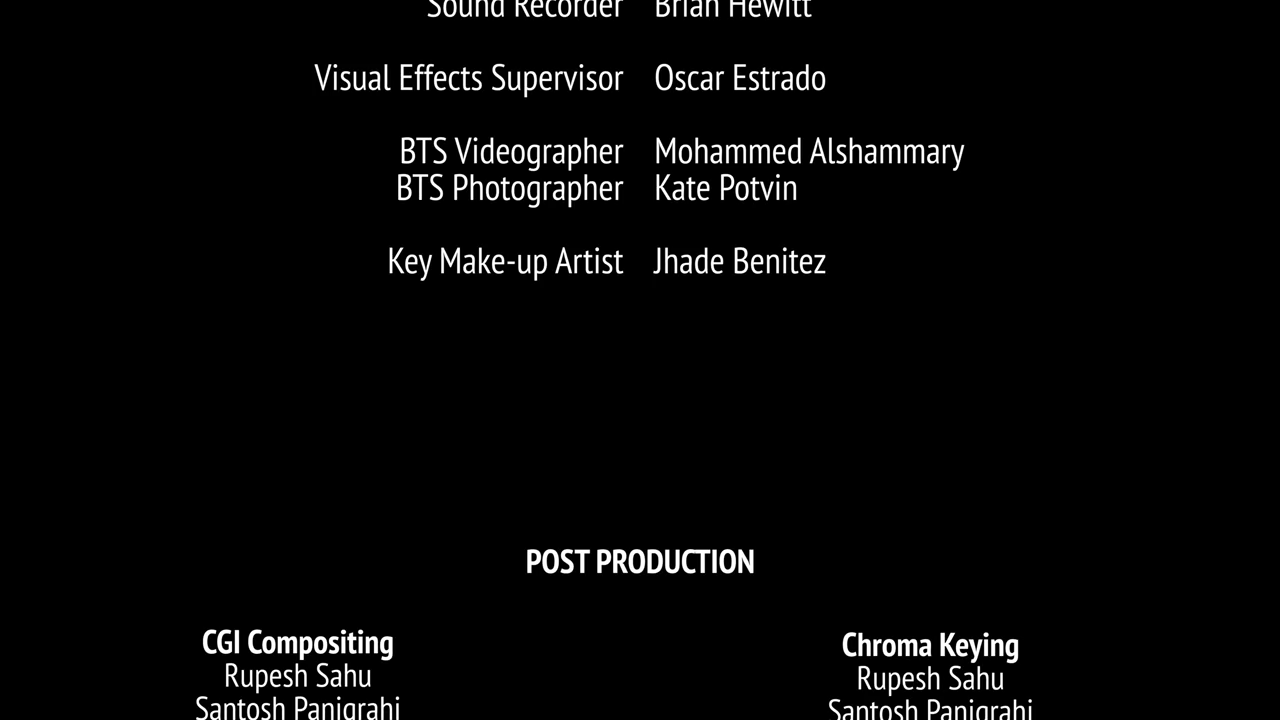 Sound Recorder Brian Hewitt
Visual Effects Supervisor Oscar Estrado
BTS Videographer Mohammed Alshammary
BTS Photographer Kate Potvin
Key Make-up Artist Jhade Benitez
POST PRODUCTION
CGI Compositing Chroma Keying
Rupesh Sahu Rupesh Sahu
Santosh Panigrahi Santosh Panigrahi